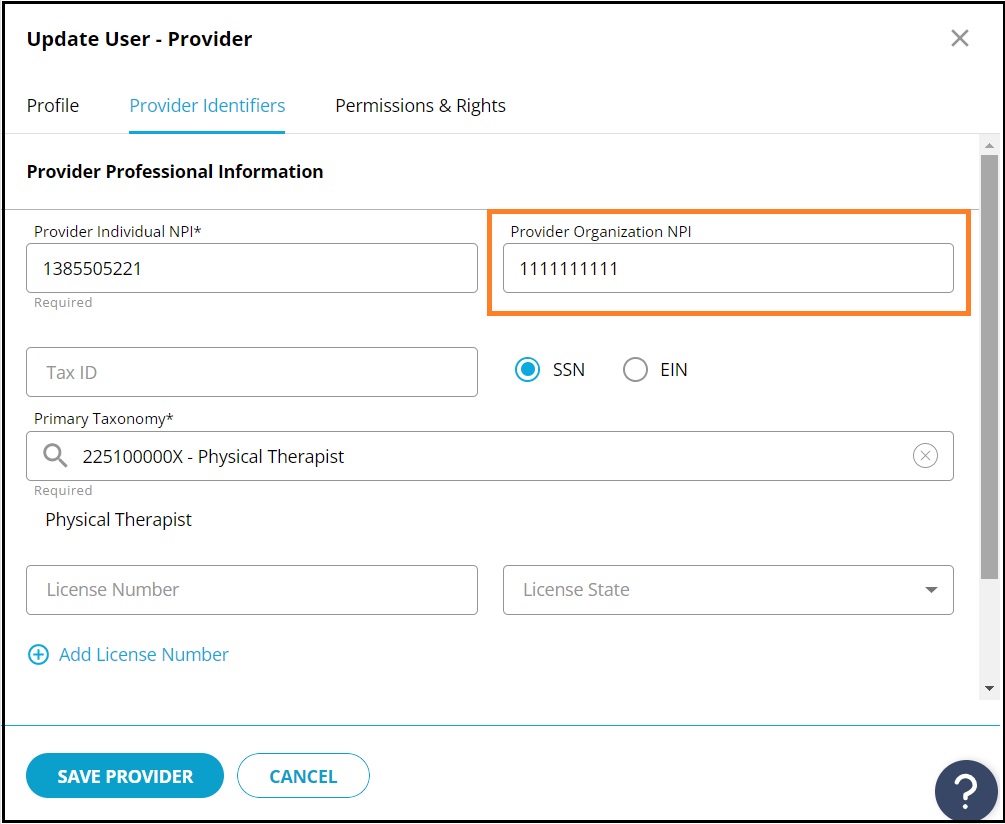 Update User - Provider
Profile Provider Identifiers Permissions & Rights
Provider Professional Information
Provider Individual NPI* Provider Organization NPI
1385505221 1111111111
Required
Tax ID SSN EIN
Primary Taxonomy*
225100000X - Physical Therapist
Required
Physical Therapist
License Number License State
Add License Number
SAVE PROVIDER CANCEL ?